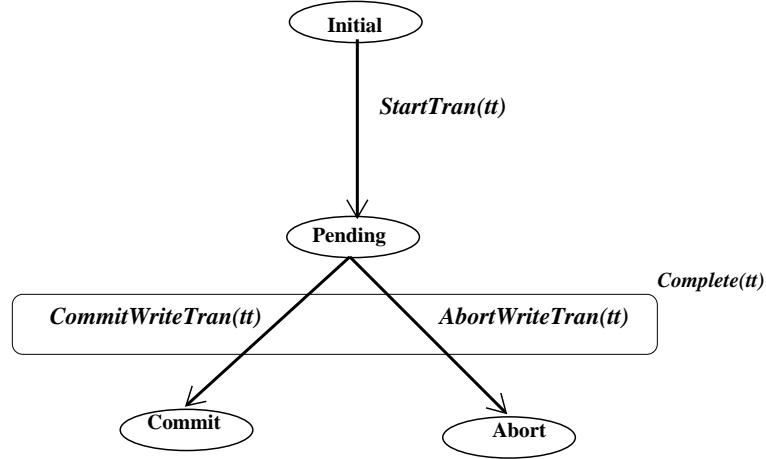 Initial
StartTran(tt)
Pending
Complete(tt)
CommitWriteTran(tt)
AbortWriteTran(tt)
Commit
Abort